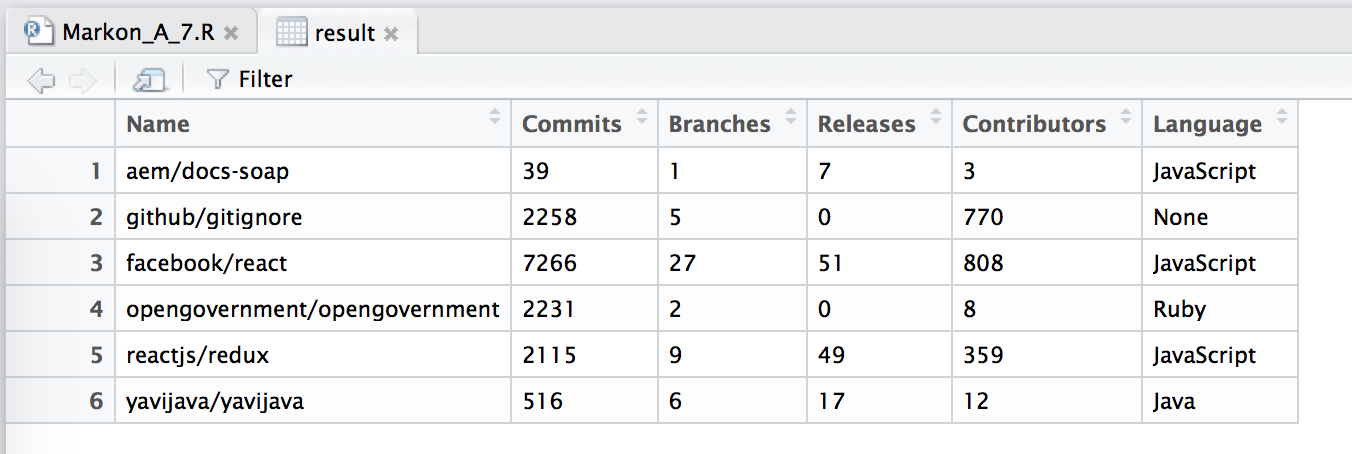 Markon_A_7.R result
Filter
Name Commits Branches Releases Contributors Language
1 aem/docs-soap 39 1 7 3 JavaScript
2 github/gitignore 2258 5 0 770 None
3 facebook/react 7266 27 51 808 JavaScript
4 opengovernment/opengovernment 2231 2 0 8 Ruby
5 reactjs/redux 2115 9 49 359 JavaScript
6 yavijava/yavijava 516 6 17 12 Java